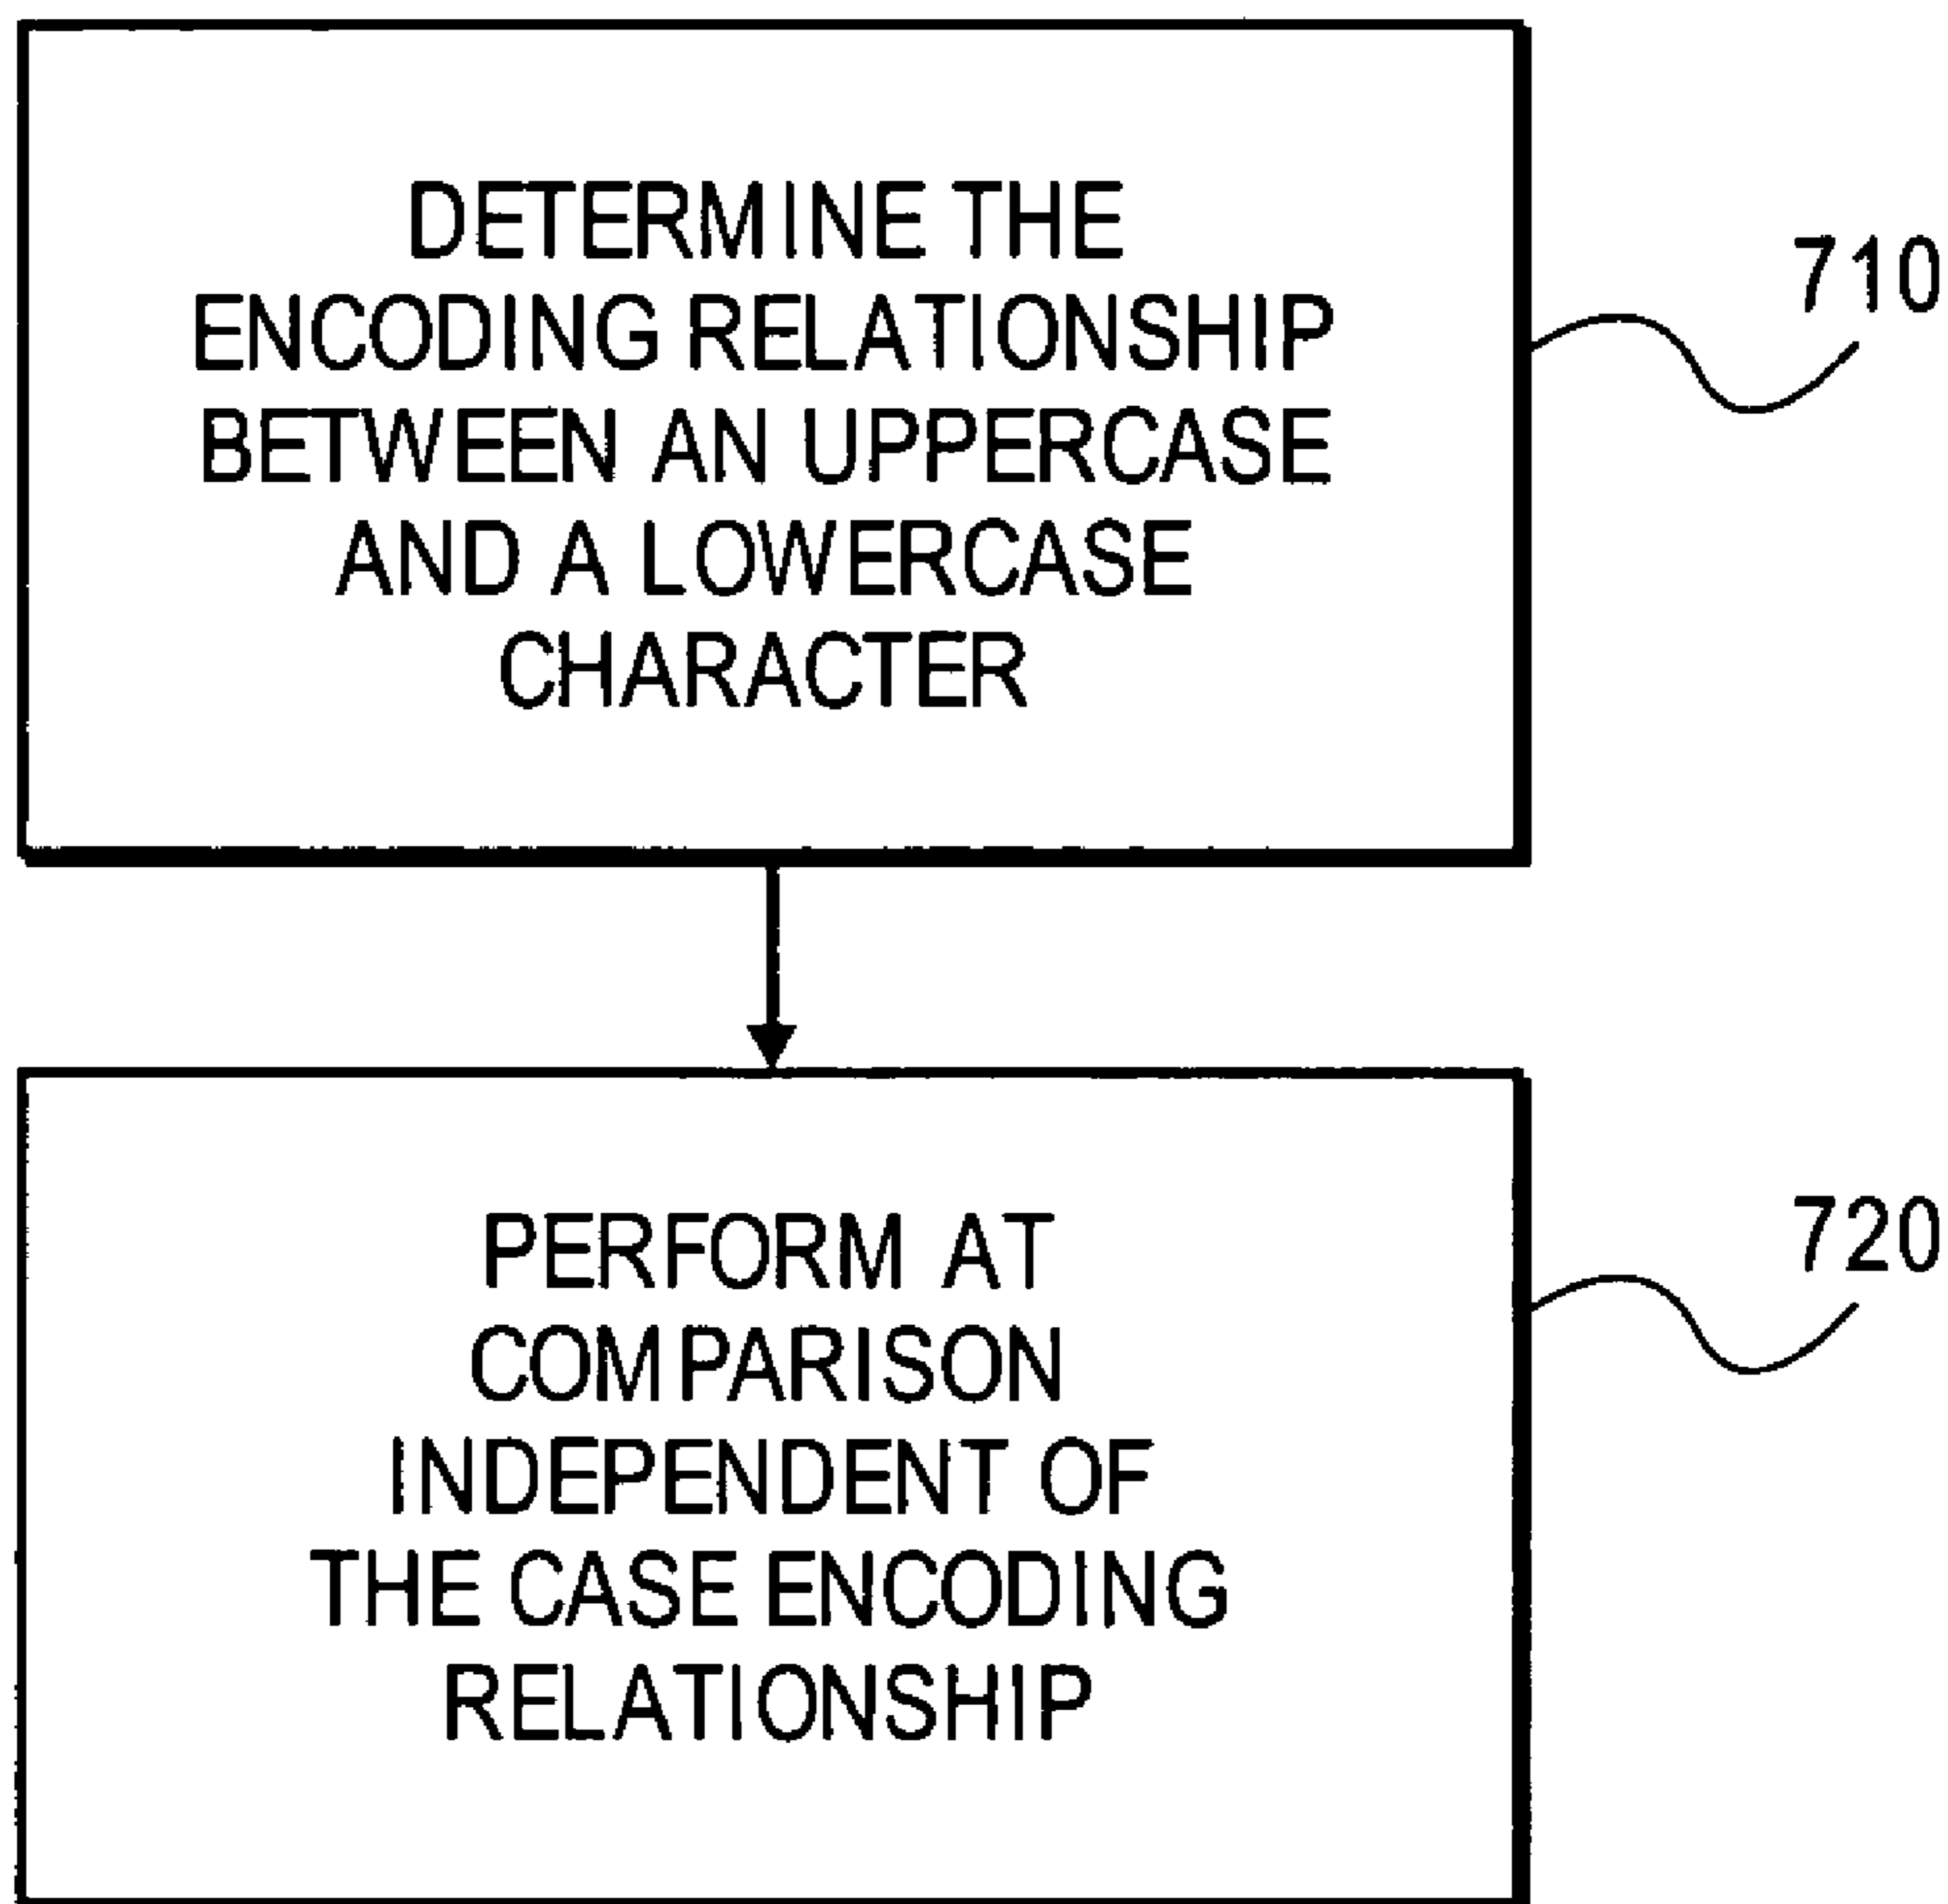 DETERMINE THE
ENCODING RELATIONSHIP
BETWEEN AN UPPERCASE
AND A LOWERCASE
CHARACTER
710
PERFORM AT
COMPARISON
INDEPENDENT OF
THE CASE ENCODING
RELATIONSHIP
720